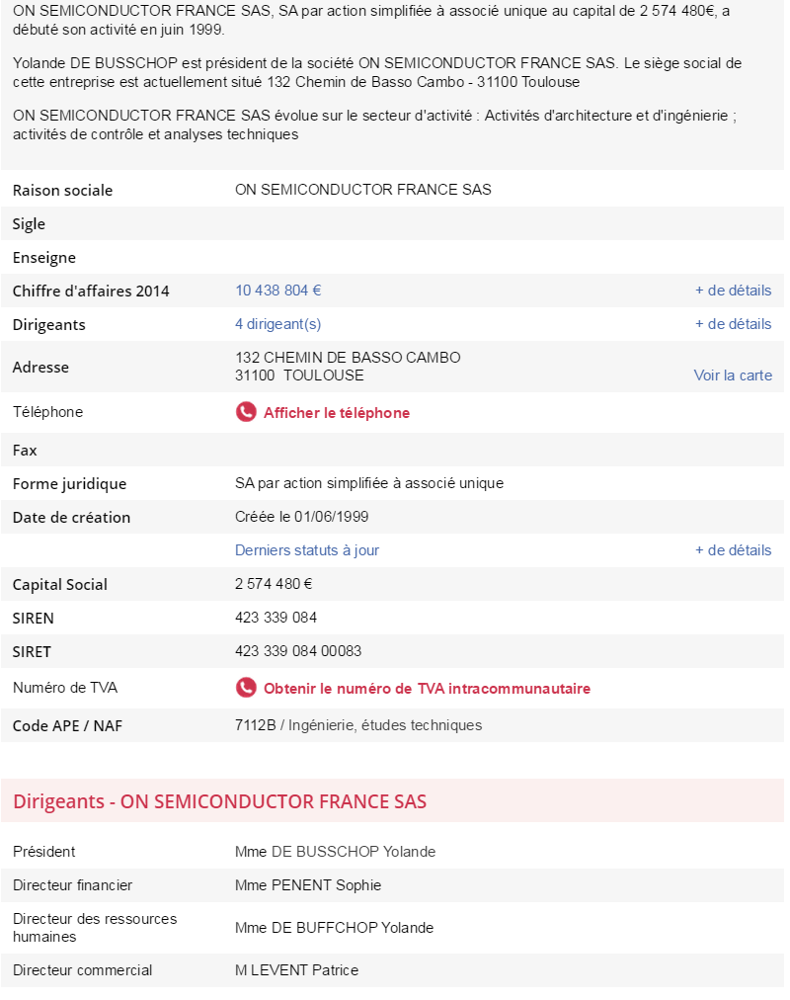 ON SEMICONDUCTOR FRANCE SAS, SA par action simplifiée à associé unique au capital de 2 574 480€, a
débuté son activité en juin 1999.
Yolande DE BUSSCHOP est président de la société ON SEMICONDUCTOR FRANCE SAS. Le siège social de
cette entreprise est actuellement situé 132 Chemin de Basso Cambo - 31100 Toulouse
ON SEMICONDUCTOR FRANCE SAS évolue sur le secteur d'activité : Activités d'architecture et d'ingénierie ;
activités de contrôle et analyses techniques
Raison sociale ON SEMICONDUCTOR FRANCE SAS
Sigle
Enseigne
Chiffre d'affaires 2014 10 438 804 € + de détails
Dirigeants 4 dirigeant(s) + de détails
Adresse 132 CHEMIN DE BASSO CAMBO
31100 TOULOUSE Voir la carte
Téléphone Afficher le téléphone
Fax
Forme juridique SA par action simplifiée à associé unique
Date de création Créée le 01/06/1999
Derniers statuts à jour + de détails
Capital Social 2 574 480 €
SIREN 423 339 084
SIRET 423 339 084 00083
Numéro de TVA Obtenir le numéro de TVA intracommunautaire
Code APE / NAF 7112B / Ingénierie, études techniques
Dirigeants - ON SEMICONDUCTOR FRANCE SAS
Président Mme DE BUSSCHOP Yolande
Directeur financier Mme PENENT Sophie
Directeur des ressources
humaines Mme DE BUFFCHOP Yolande
Directeur commercial M LEVENT Patrice